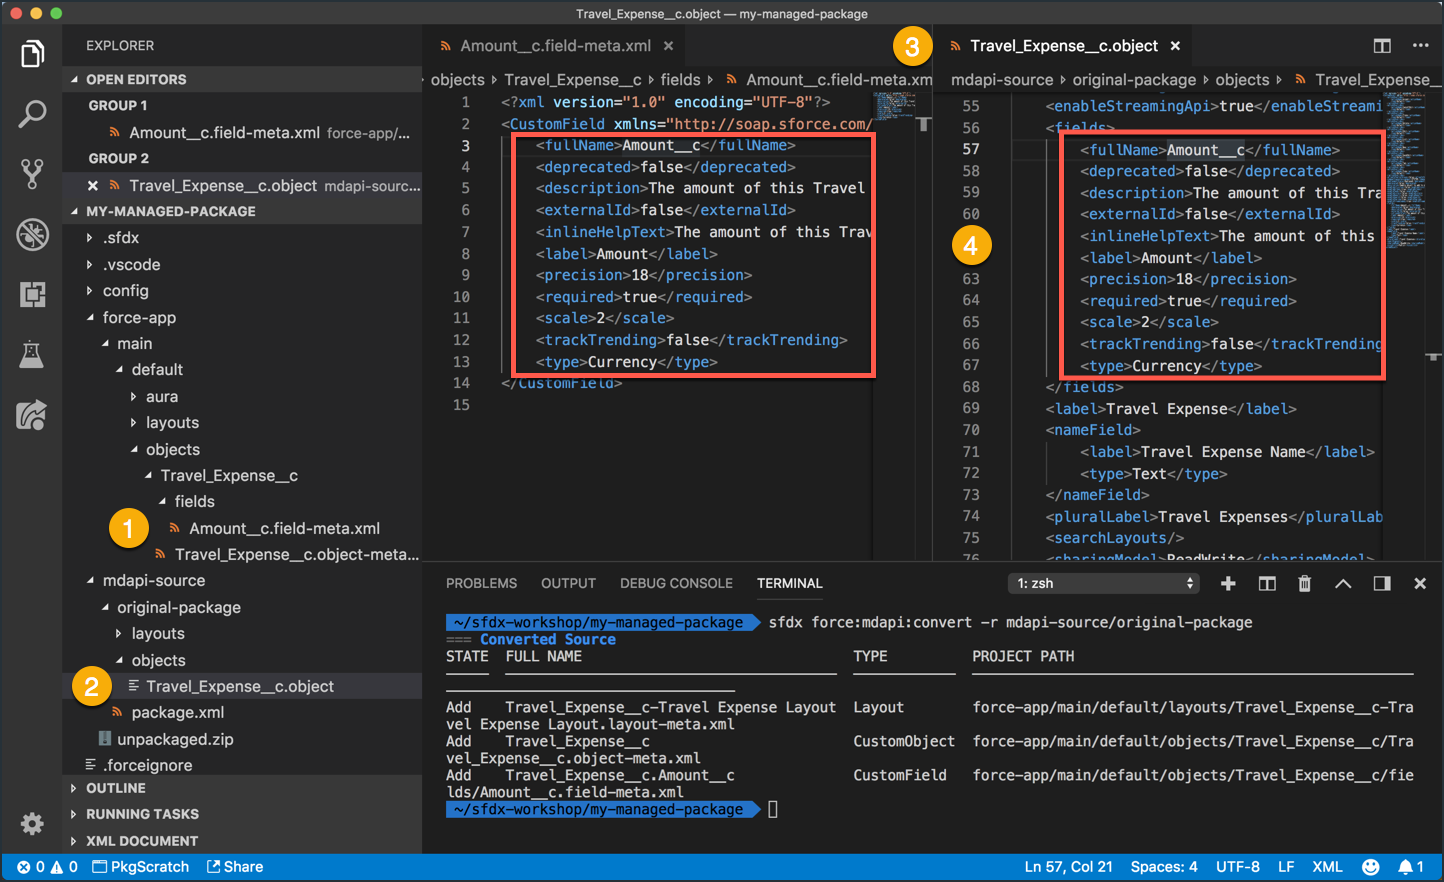 Travel_Expense__c.object — my-managed-package
EXPLORER
OPEN EDITORS
GROUP 1
Amount__c.field-meta.xml force-app/...
GROUP 2
Travel_Expense__c.object mdapi-sourc...
MY-MANAGED-PACKAGE
.sfdx
.vscode
config
force-app
main
default
aura
layouts
objects
Travel_Expense__c
fields
1
Amount__c.field-meta.xml
Travel_Expense__c.object-meta...
mdapi-source
original-package
layouts
objects
2
Travel_Expense__c.object
package.xml
unpackaged.zip
.forceignore
OUTLINE
RUNNING TASKS
XML DOCUMENT
Amount__c.field-meta.xml
objects › Travel_Expense__c › fields › Amount__c.field-meta.xm
1 <?xml version="1.0" encoding="UTF-8"?>
2 <CustomField xmlns="http://soap.sforce.com/
3 <fullName>Amount__c</fullName>
4 <deprecated>false</deprecated>
5 <description>The amount of this Travel
6 <externalId>false</externalId>
7 <inlineHelpText>The amount of this Trav
8 <label>Amount</label>
9 <precision>18</precision>
10 <required>true</required>
11 <scale>2</scale>
12 <trackTrending>false</trackTrending>
13 <type>Currency</type>
14 </CustomField>
15
3
Travel_Expense__c.object
mdapi-source › original-package › objects › Travel_Expense__
55 <enableStreamingApi>true</enableStreami
56 <fields>
57 <fullName>Amount__c</fullName>
58 <deprecated>false</deprecated>
59 <description>The amount of this Tra
60 <externalId>false</externalId>
4
<inlineHelpText>The amount of this
<label>Amount</label>
63 <precision>18</precision>
64 <required>true</required>
65 <scale>2</scale>
66 <trackTrending>false</trackTrending
67 <type>Currency</type>
68 </fields>
69 <label>Travel Expense</label>
70 <nameField>
71 <label>Travel Expense Name</label>
72 <type>Text</type>
73 </nameField>
74 <pluralLabel>Travel Expenses</pluralLab
75 <searchLayouts/>
76 <sharingModel>ReadWrite</sharingModel>
PROBLEMS OUTPUT DEBUG CONSOLE TERMINAL
1: zsh
~/sfdx-workshop/my-managed-package sfdx force:mdapi:convert -r mdapi-source/original-package
=== Converted Source
STATE FULL NAME TYPE PROJECT PATH
Add Travel_Expense__c-Travel Expense Layout Layout force-app/main/default/layouts/Travel_Expense__c-Tra
vel Expense Layout.layout-meta.xml
Add Travel_Expense__c CustomObject force-app/main/default/objects/Travel_Expense__c/Tra
vel_Expense__c.object-meta.xml
Add Travel_Expense__c.Amount__c CustomField force-app/main/default/objects/Travel_Expense__c/fie
lds/Amount__c.field-meta.xml
~/sfdx-workshop/my-managed-package
0 0 PkgScratch Share
Ln 57, Col 21 Spaces: 4 UTF-8 LF XML 1